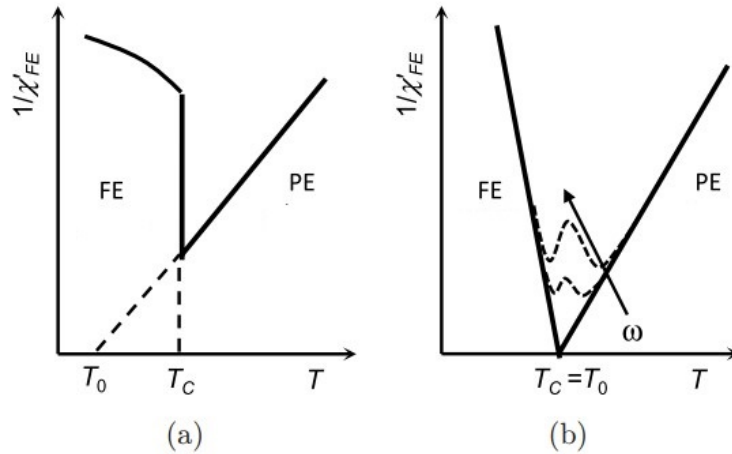 1/χ'FE
FE
PE
T0
TC
T
(a)
1/χ'FE
FE
PE
ω
TC = T0
T
(b)